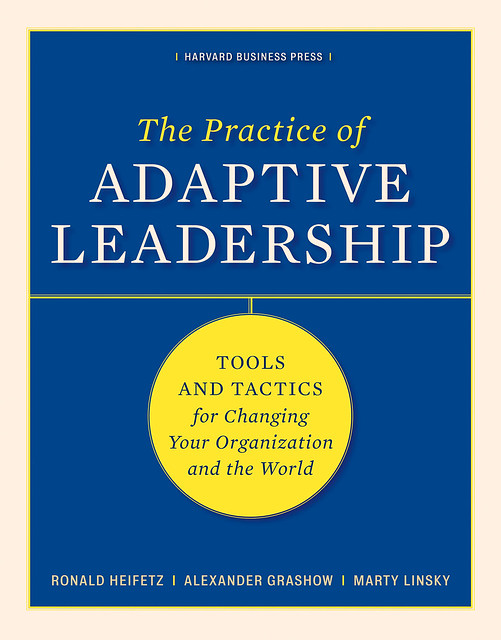 | HARVARD BUSINESS PRESS |
The Practice of
ADAPTIVE
LEADERSHIP
TOOLS
AND TACTICS
for Changing
Your Organization
and the World
RONALD HEIFETZ | ALEXANDER GRASHOW | MARTY LINSKY